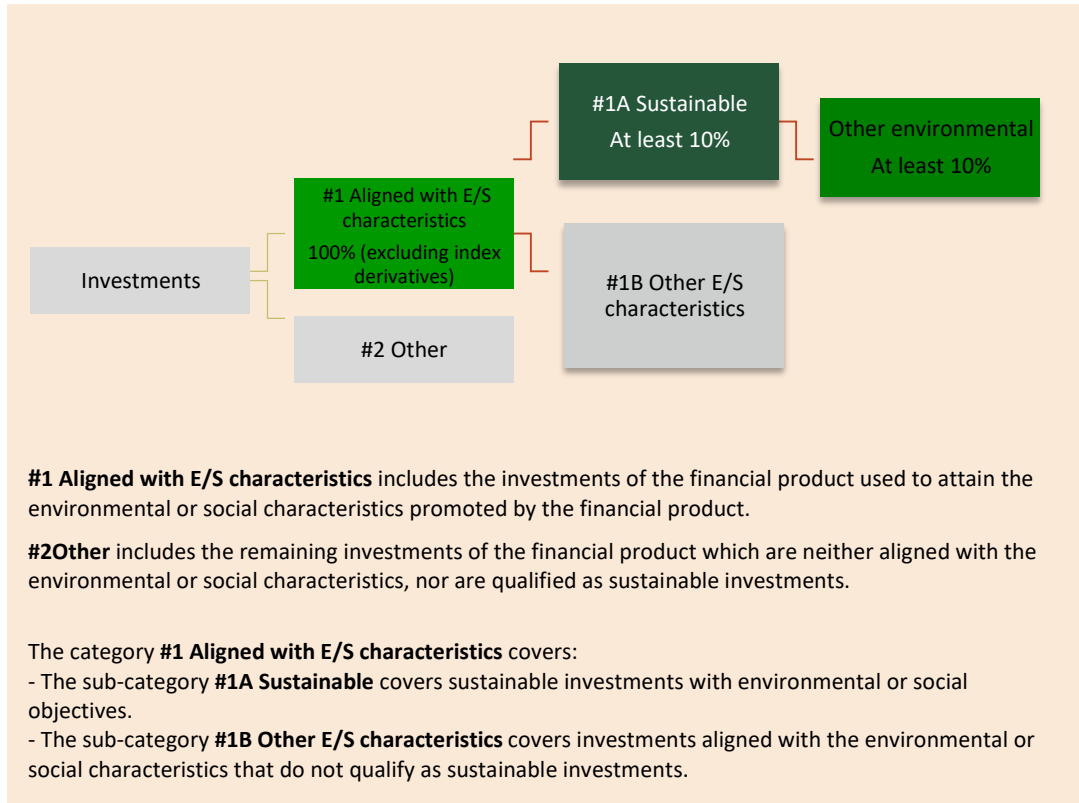 #1A Sustainable
At least 10%
Other environmental
At least 10%
#1 Aligned with E/S
characteristics
100% (excluding index
derivatives)
Investments
#1B Other E/S
characteristics
#2 Other
#1 Aligned with E/S characteristics includes the investments of the financial product used to attain the
environmental or social characteristics promoted by the financial product.
#2Other includes the remaining investments of the financial product which are neither aligned with the
environmental or social characteristics, nor are qualified as sustainable investments.
The category #1 Aligned with E/S characteristics covers:
- The sub-category #1A Sustainable covers sustainable investments with environmental or social
objectives.
- The sub-category #1B Other E/S characteristics covers investments aligned with the environmental or
social characteristics that do not qualify as sustainable investments.